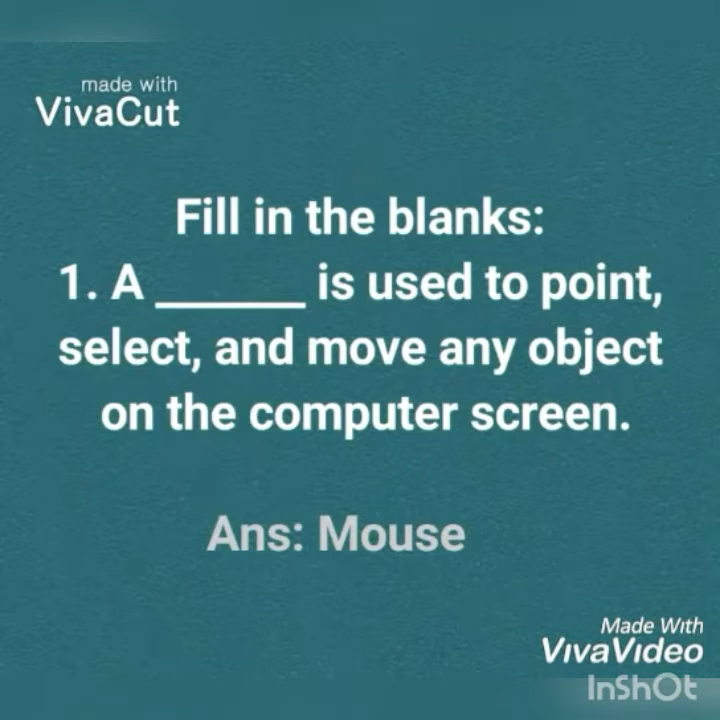 made with
VivaCut
Fill in the blanks:
1. A ______ is used to point,
select, and move any object
on the computer screen.
Ans: Mouse
Made With
VivaVideo
InShOt